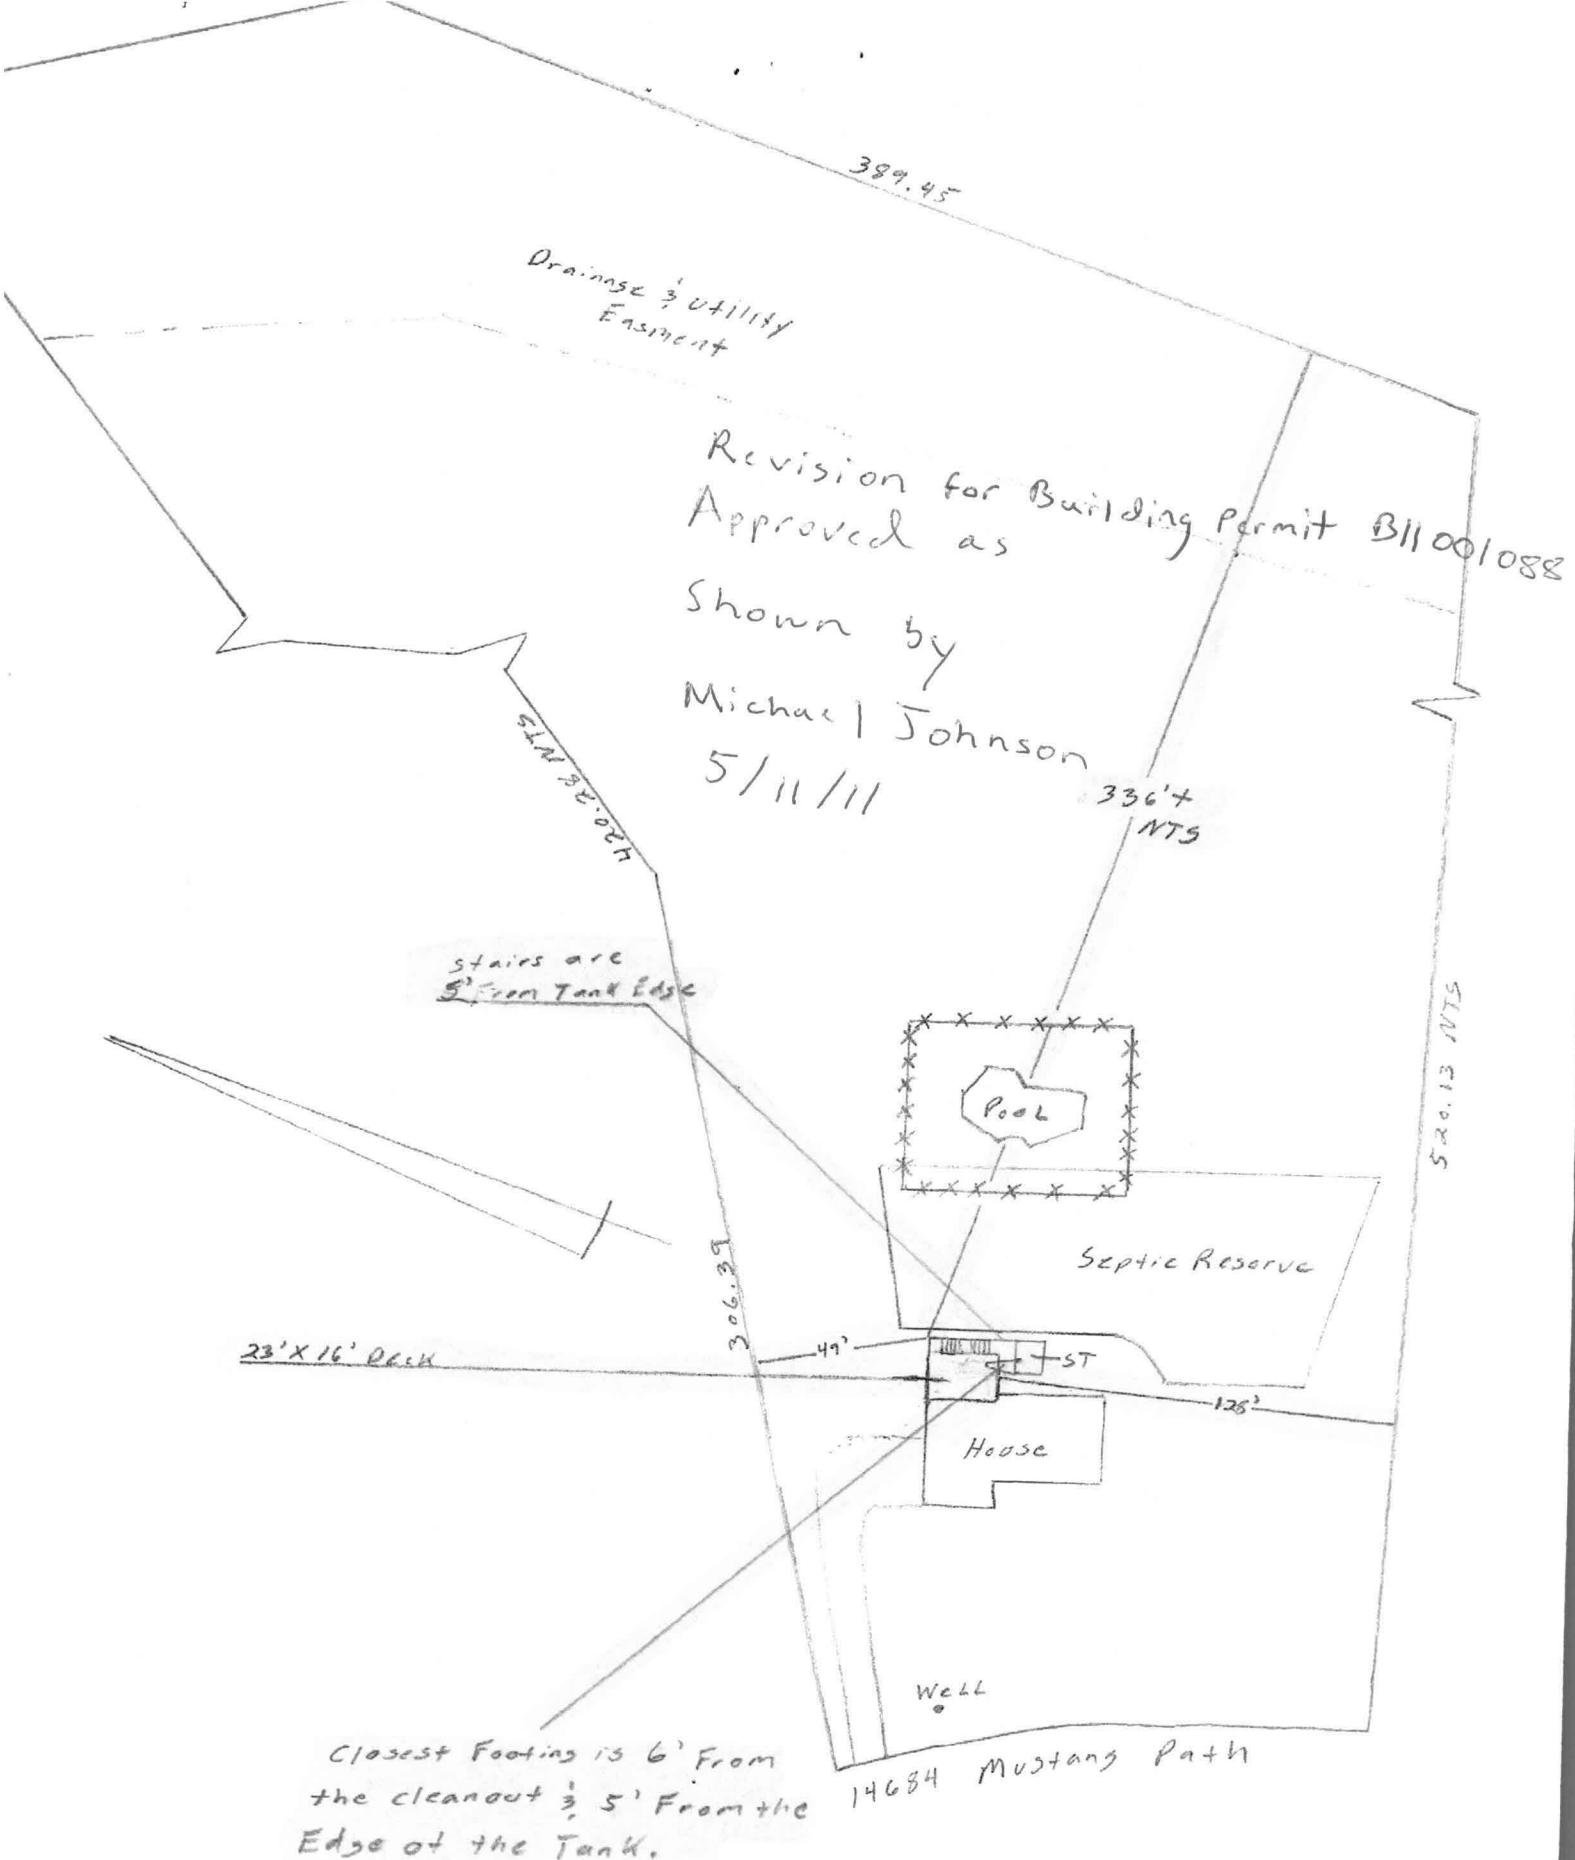 389.45
Drainage & utility
Easment
Revision for Building Permit B11001088
Approved as
Shown by
Michael Johnson
5/11/11
420.28 NTS
336'+
NTS
stairs are
5' From Tank Edge
520.13 NTS
Pool
Septic Reserve
306.39
49'
23'X16' Deck
ST
128'
House
Well
14684 Mustang Path
Closest Footing is 6' From
the cleanout & 5' From the
Edge of the Tank.